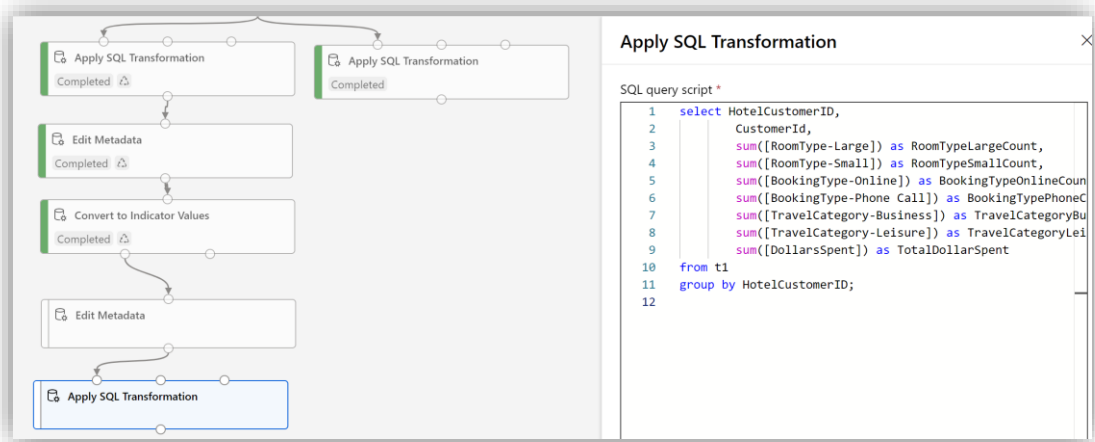 Apply SQL Transformation
Completed
Apply SQL Transformation
Completed
Edit Metadata
Completed
Convert to Indicator Values
Completed
Edit Metadata
Apply SQL Transformation
Apply SQL Transformation
SQL query script *
1 select HotelCustomerID,
2 CustomerId,
3 sum([RoomType-Large]) as RoomTypeLargeCount,
4 sum([RoomType-Small]) as RoomTypeSmallCount,
5 sum([BookingType-Online]) as BookingTypeOnlineCoun
6 sum([BookingType-Phone Call]) as BookingTypePhoneC
7 sum([TravelCategory-Business]) as TravelCategoryBu
8 sum([TravelCategory-Leisure]) as TravelCategoryLei
9 sum([DollarsSpent]) as TotalDollarSpent
10 from t1
11 group by HotelCustomerID;
12